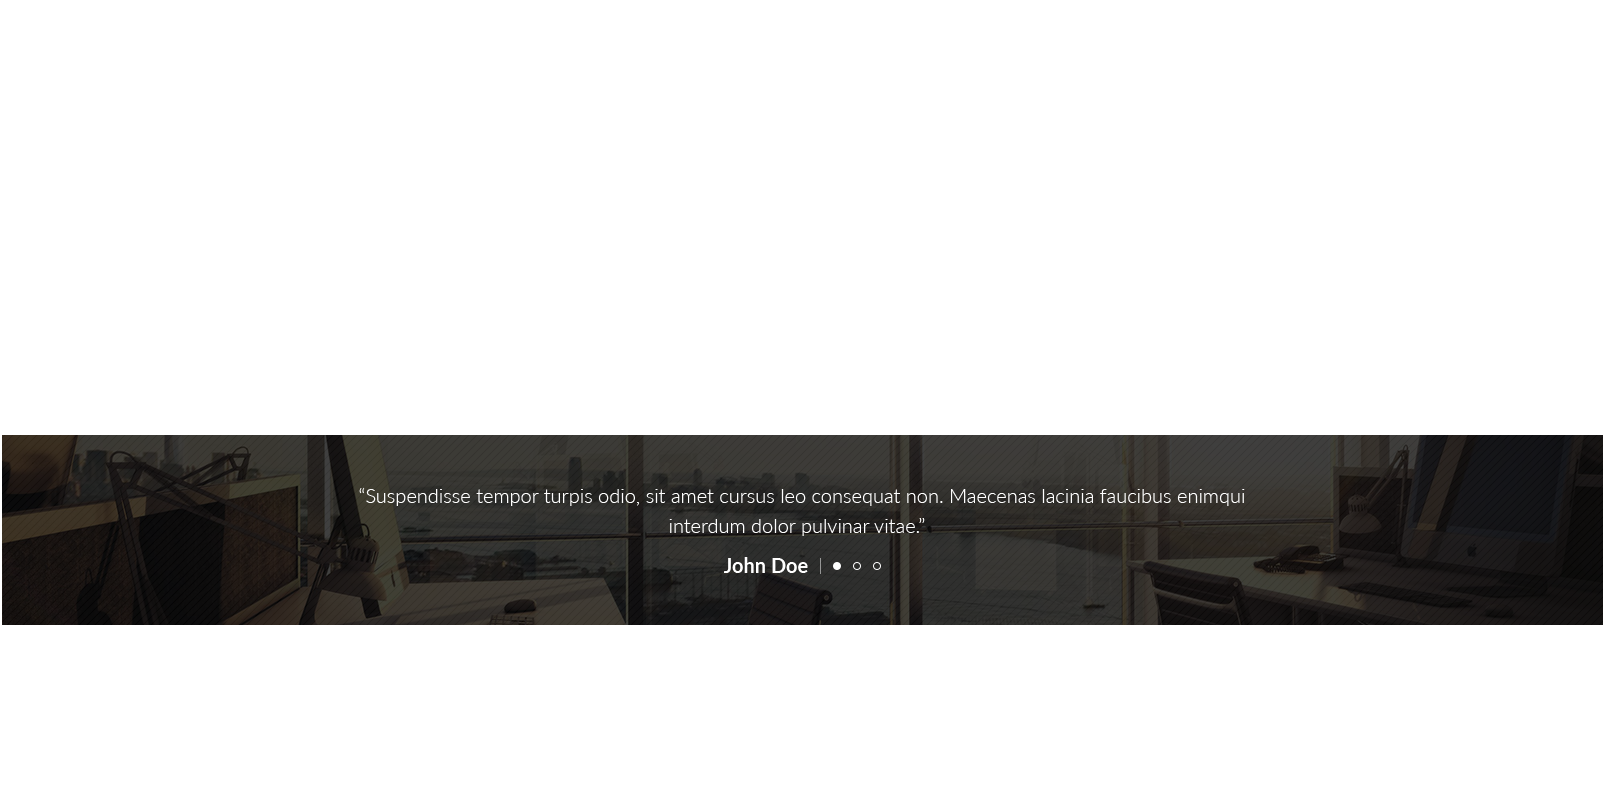 “Suspendisse tempor turpis odio, sit amet cursus leo consequat non. Maecenas lacinia faucibus enimqui
interdum dolor pulvinar vitae.”
John Doe